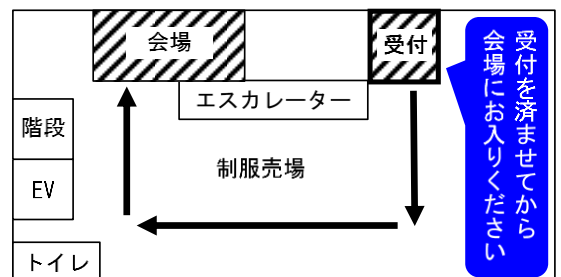 会場
受付
エスカレーター
階段
制服売場
EV
トイレ
受付を済ませてから
会場にお入りください